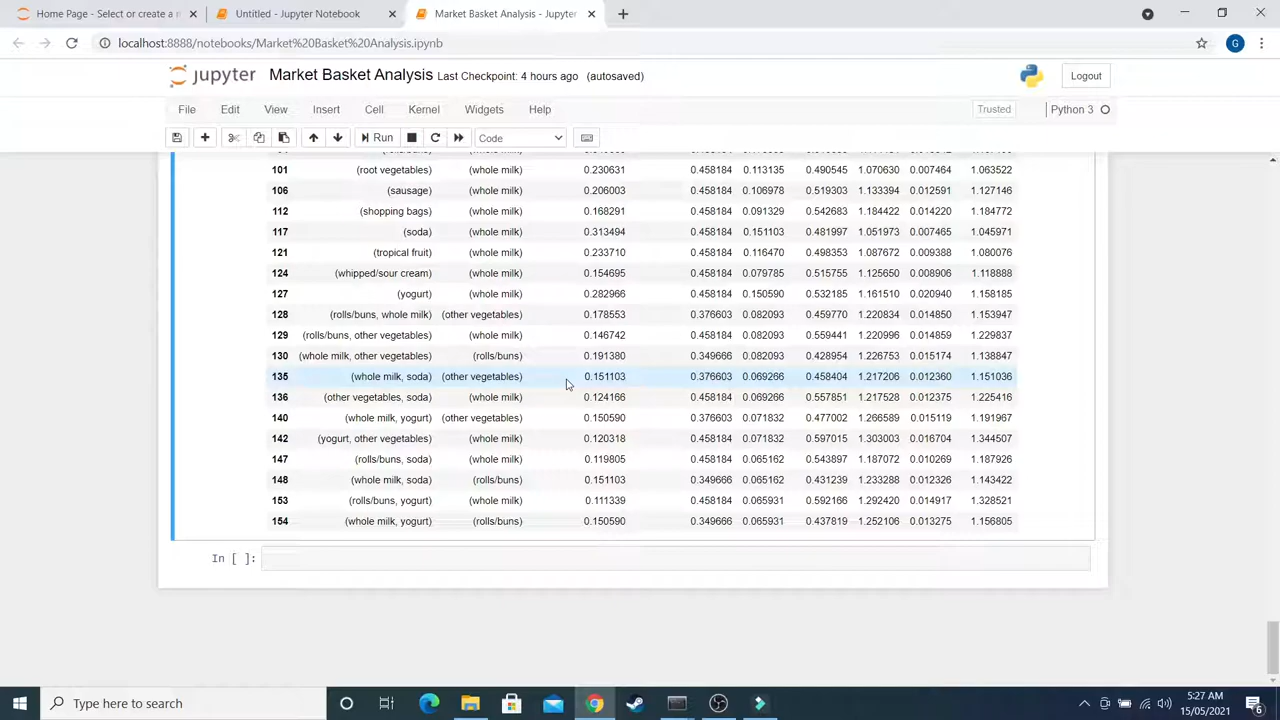 Home Page - Select or create a n
Untitled - Jupyter Notebook
Market Basket Analysis - Jupyter
localhost:8888/notebooks/Market%20Basket%20Analysis.ipynb
G
jupyter Market Basket Analysis Last Checkpoint: 4 hours ago (autosaved)
Logout
File Edit View Insert Cell Kernel Widgets Help
Trusted
Python 3
Run
Code
101 (root vegetables) (whole milk) 0.230631 0.458184 0.113135 0.490545 1.070630 0.007464 1.063522
106 (sausage) (whole milk) 0.206003 0.458184 0.106978 0.519303 1.133394 0.012591 1.127146
112 (shopping bags) (whole milk) 0.168291 0.458184 0.091329 0.542683 1.184422 0.014220 1.184772
117 (soda) (whole milk) 0.313494 0.458184 0.151103 0.481997 1.051973 0.007465 1.045971
121 (tropical fruit) (whole milk) 0.233710 0.458184 0.116470 0.498353 1.087672 0.009388 1.080076
124 (whipped/sour cream) (whole milk) 0.154695 0.458184 0.079785 0.515755 1.125650 0.008906 1.118888
127 (yogurt) (whole milk) 0.282966 0.458184 0.150590 0.532185 1.161510 0.020940 1.158185
128 (rolls/buns, whole milk) (other vegetables) 0.178553 0.376603 0.082093 0.459770 1.220834 0.014850 1.153947
129 (rolls/buns, other vegetables) (whole milk) 0.146742 0.458184 0.082093 0.559441 1.220996 0.014859 1.229837
130 (whole milk, other vegetables) (rolls/buns) 0.191380 0.349666 0.082093 0.428954 1.226753 0.015174 1.138847
135 (whole milk, soda) (other vegetables) 0.151103 0.376603 0.069266 0.458404 1.217206 0.012360 1.151036
136 (other vegetables, soda) (whole milk) 0.124166 0.458184 0.069266 0.557851 1.217528 0.012375 1.225416
140 (whole milk, yogurt) (other vegetables) 0.150590 0.376603 0.071832 0.477002 1.266589 0.015119 1.191967
142 (yogurt, other vegetables) (whole milk) 0.120318 0.458184 0.071832 0.597015 1.303003 0.016704 1.344507
147 (rolls/buns, soda) (whole milk) 0.119805 0.458184 0.065162 0.543897 1.187072 0.010269 1.187926
148 (whole milk, soda) (rolls/buns) 0.151103 0.349666 0.065162 0.431239 1.233288 0.012326 1.143422
153 (rolls/buns, yogurt) (whole milk) 0.111339 0.458184 0.065931 0.592166 1.292420 0.014917 1.328521
154 (whole milk, yogurt) (rolls/buns) 0.150590 0.349666 0.065931 0.437819 1.252106 0.013275 1.156805
In [ ]:
Type here to search
5:27 AM
15/05/2021
6